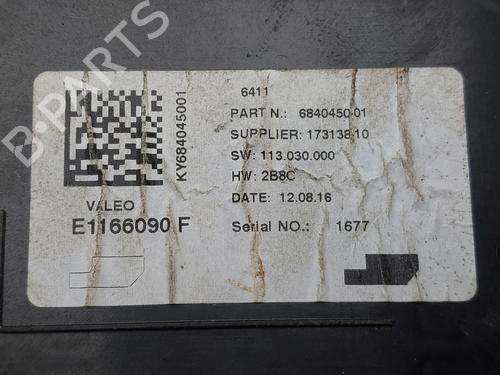 6411
PART N.: 6840450-01
SUPPLIER: 173138.10
SW: 113.030.000
HW: 2B8C
DATE: 12.08.16
Serial NO.: 1677
KY684045001
VALEO
E1166090 F
B-PARTS